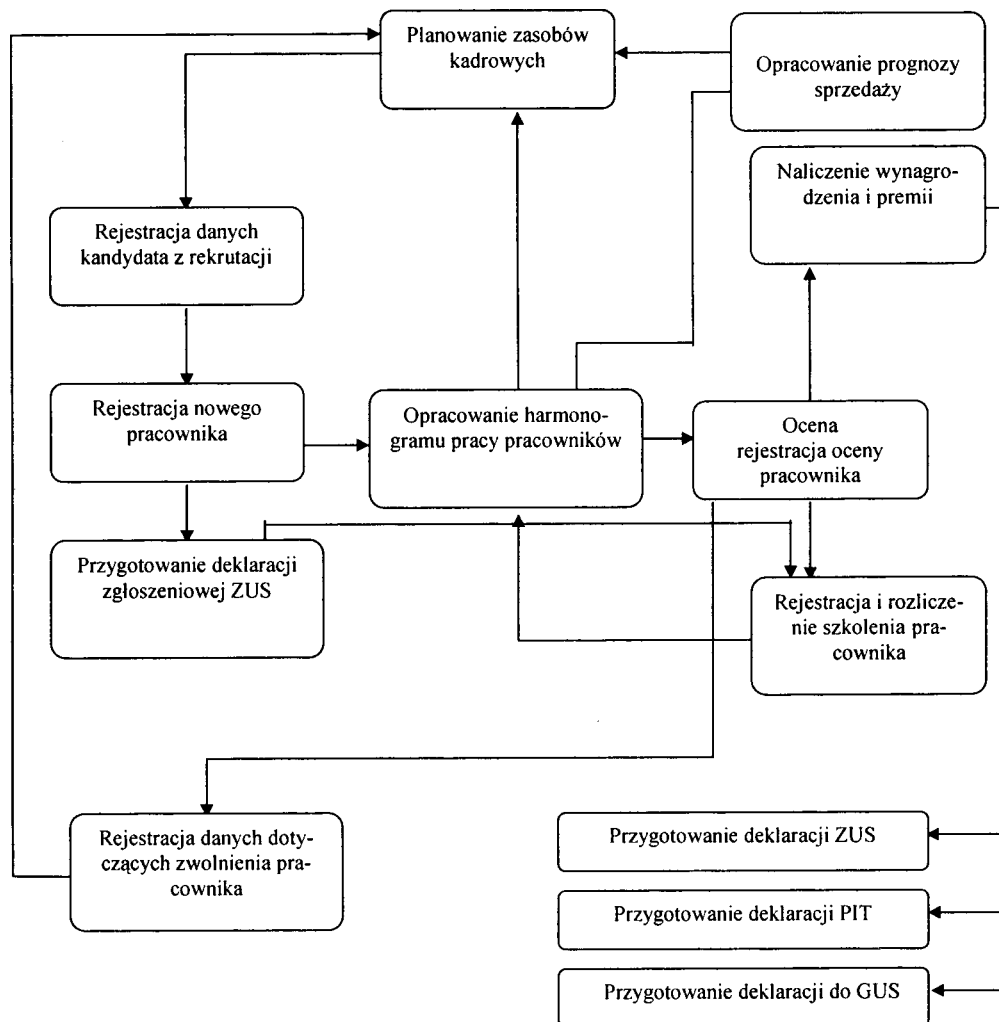 Planowanie zasobów
kadrowych
Opracowanie prognozy
sprzedaży
Naliczenie wynagro-
dzenia i premii
Rejestracja danych
kandydata z rekrutacji
Rejestracja nowego
pracownika
Opracowanie harmono-
gramu pracy pracowników
Ocena
rejestracja oceny
pracownika
Przygotowanie deklaracji
zgłoszeniowej ZUS
Rejestracja i rozlicze-
nie szkolenia pra-
cownika
Rejestracja danych doty-
czących zwolnienia pra-
cownika
Przygotowanie deklaracji ZUS
Przygotowanie deklaracji PIT
Przygotowanie deklaracji do GUS